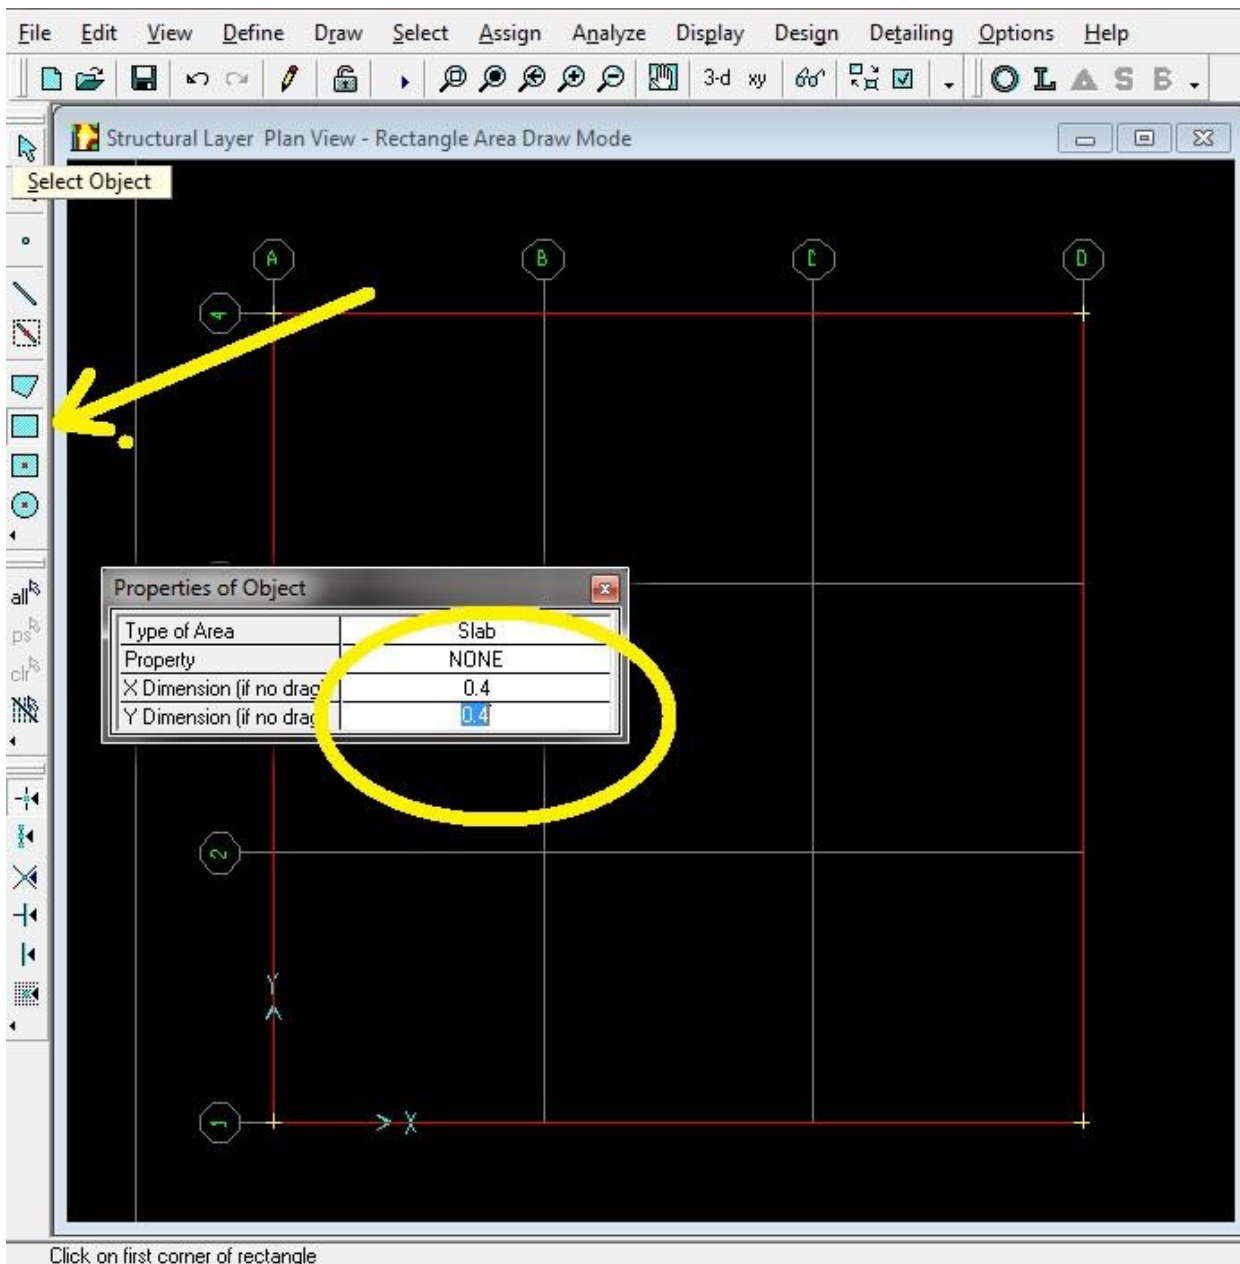 File Edit View Define Draw Select Assign Analyze Display Design Detailing Options Help
3-d xy O L A S B
Structural Layer Plan View - Rectangle Area Draw Mode
Select Object
A B C D
4
Properties of Object
Type of Area Slab
Property NONE
X Dimension (if no drag 0.4
Y Dimension (if no drag 0.4
all
ps
clr
2
Y
1 X
Click on first corner of rectangle